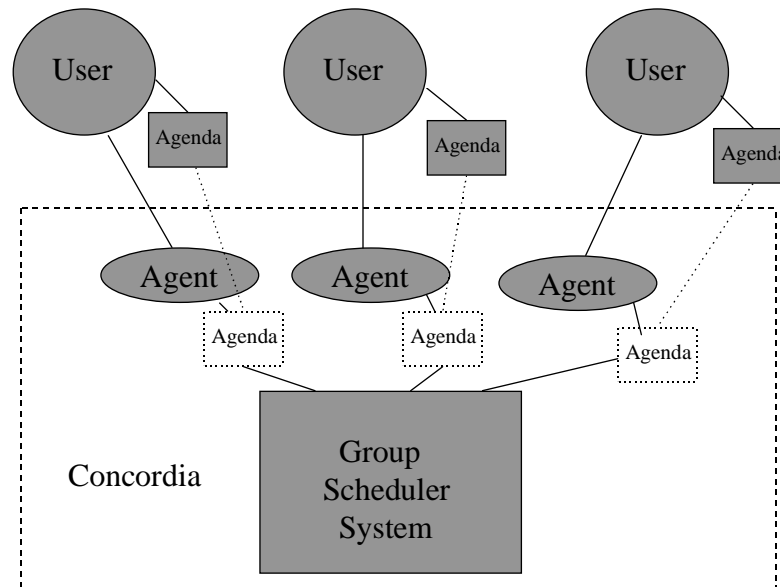 User
User
User
Agenda
Agenda
Agenda
Agent
Agent
Agent
Agenda
Agenda
Agenda
Concordia
Group
Scheduler
System